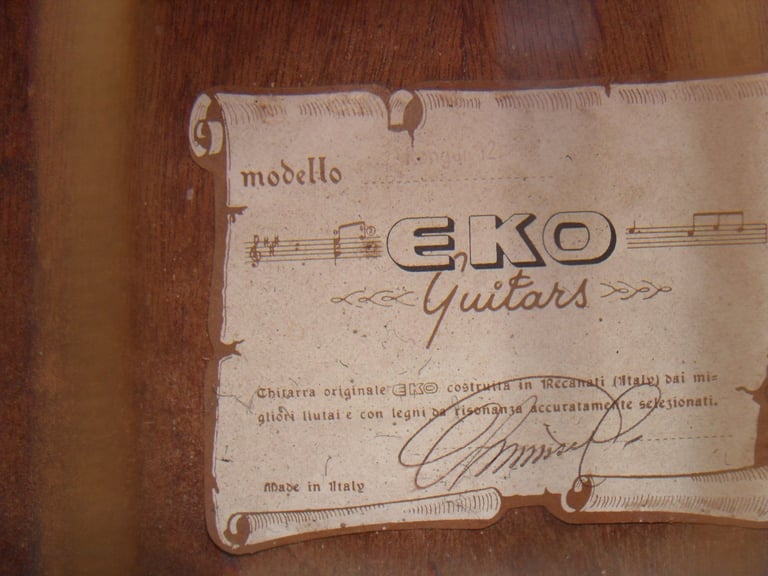 modello
EKO
Guitars
Chitarra originale EKO costruita in Recanati (Italy) dai mi=
gliori liutai e con legni da risonanza accuratamente selezionati.
Made in Italy